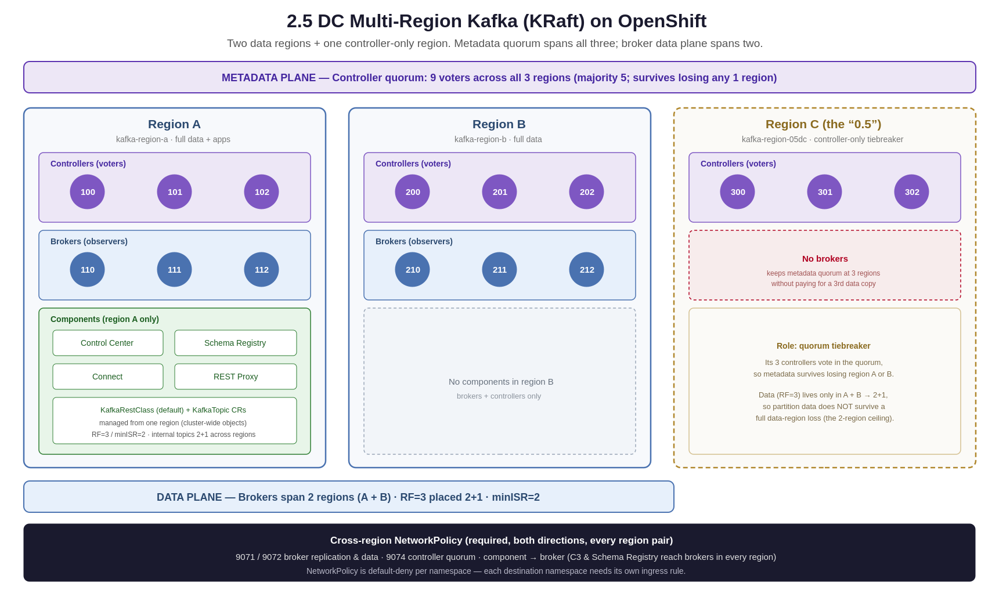 2.5 DC Multi-Region Kafka (KRaft) on OpenShift
Two data regions + one controller-only region. Metadata quorum spans all three; broker data plane spans two.
METADATA PLANE — Controller quorum: 9 voters across all 3 regions (majority 5; survives losing any 1 region)
Region A
kafka-region-a · full data + apps
Controllers (voters)
100
101
102
Brokers (observers)
110
111
112
Components (region A only)
Control Center
Schema Registry
Connect
REST Proxy
KafkaRestClass (default) + KafkaTopic CRs
managed from one region (cluster-wide objects)
RF=3 / minISR=2 · internal topics 2+1 across regions
Region B
kafka-region-b · full data
Controllers (voters)
200
201
202
Brokers (observers)
210
211
212
No components in region B
brokers + controllers only
Region C (the “0.5”)
kafka-region-05dc · controller-only tiebreaker
Controllers (voters)
300
301
302
No brokers
keeps metadata quorum at 3 regions
without paying for a 3rd data copy
Role: quorum tiebreaker
Its 3 controllers vote in the quorum,
so metadata survives losing region A or B.
Data (RF=3) lives only in A + B → 2+1,
so partition data does NOT survive a
full data-region loss (the 2-region ceiling).
DATA PLANE — Brokers span 2 regions (A + B) · RF=3 placed 2+1 · minISR=2
Cross-region NetworkPolicy (required, both directions, every region pair)
9071 / 9072 broker replication & data · 9074 controller quorum · component → broker (C3 & Schema Registry reach brokers in every region)
NetworkPolicy is default-deny per namespace — each destination namespace needs its own ingress rule.